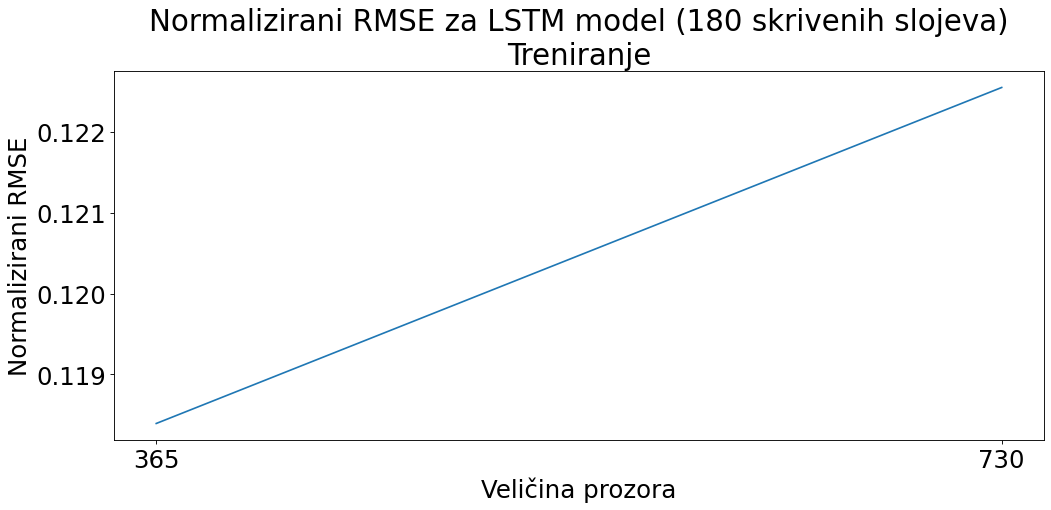 Normalizirani RMSE za LSTM model (180 skrivenih slojeva)
Treniranje
Normalizirani RMSE
0.122
0.121
0.120
0.119
365
730
Veličina prozora